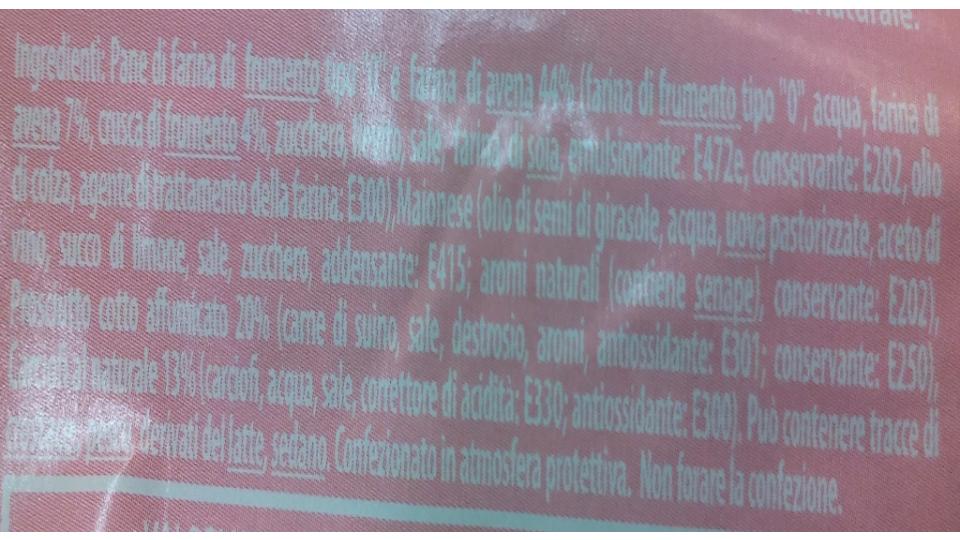 naturale.
Ingredienti: Pane di farina di frumento tipo "0" e farina di avena 44% (farina di frumento tipo "0", acqua, farina di
avena 7%, crusca di frumento 4%, zucchero, lievito, sale, farina di soia, emulsionante: E472e, conservante: E282, olio
di colza, agente di trattamento della farina: E300), Maionese (olio di semi di girasole, acqua, uova pastorizzate, aceto di
vino, succo di limone, sale, zucchero, addensante: E415; aromi naturali (contiene senape), conservante: E202),
Prosciutto cotto affumicato 20% (carne di suino, sale, destrosio, aromi, antiossidante: E301; conservante: E250),
Carciofi al naturale 13% (carciofi, acqua, sale, correttore di acidità: E330; antiossidante: E300). Può contenere tracce di
crostacei, pesce, derivati del latte, sedano. Confezionato in atmosfera protettiva. Non forare la confezione.